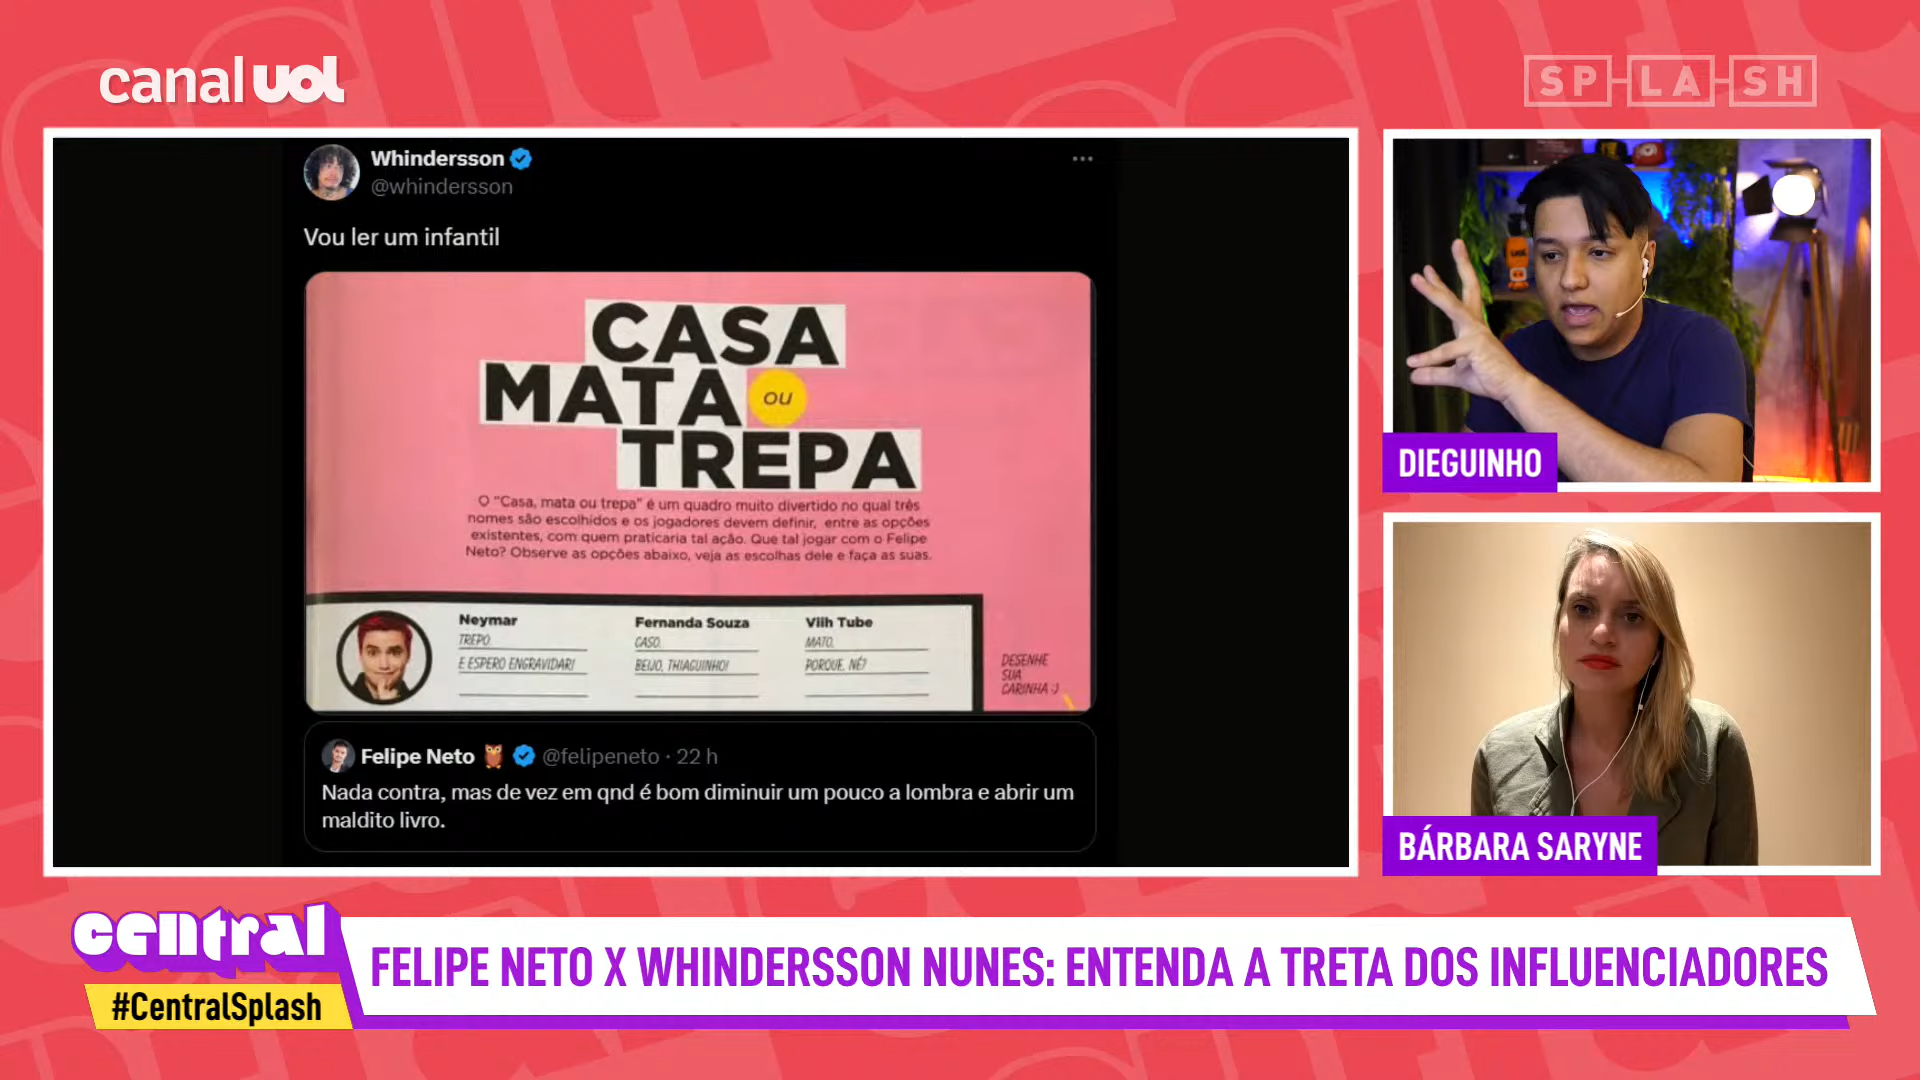 canal UOL
SPLASH
Whindersson
@whindersson
Vou ler um infantil
CASA
MATA ou
TREPA
O "Casa, mata ou trepa" é um quadro muito divertido no qual três
nomes são escolhidos e os jogadores devem definir, entre as opções
existentes, com quem praticaria tal ação. Que tal jogar com o Felipe
Neto? Observe as opções abaixo, veja as escolhas dele e faça as suas.
Neymar
TREPO.
E ESPERO ENGRAVIDAR!
Fernanda Souza
CASO.
BEIJO, THIAGUINHO!
Viih Tube
MATO.
PORQUE, NÉ?
DESENHE
SUA
CARINHA :)
Felipe Neto @felipeneto · 22 h
Nada contra, mas de vez em qnd é bom diminuir um pouco a lombra e abrir um
maldito livro.
UOL
DIEGUINHO
BÁRBARA SARYNE
central
#CentralSplash
FELIPE NETO X WHINDERSSON NUNES: ENTENDA A TRETA DOS INFLUENCIADORES